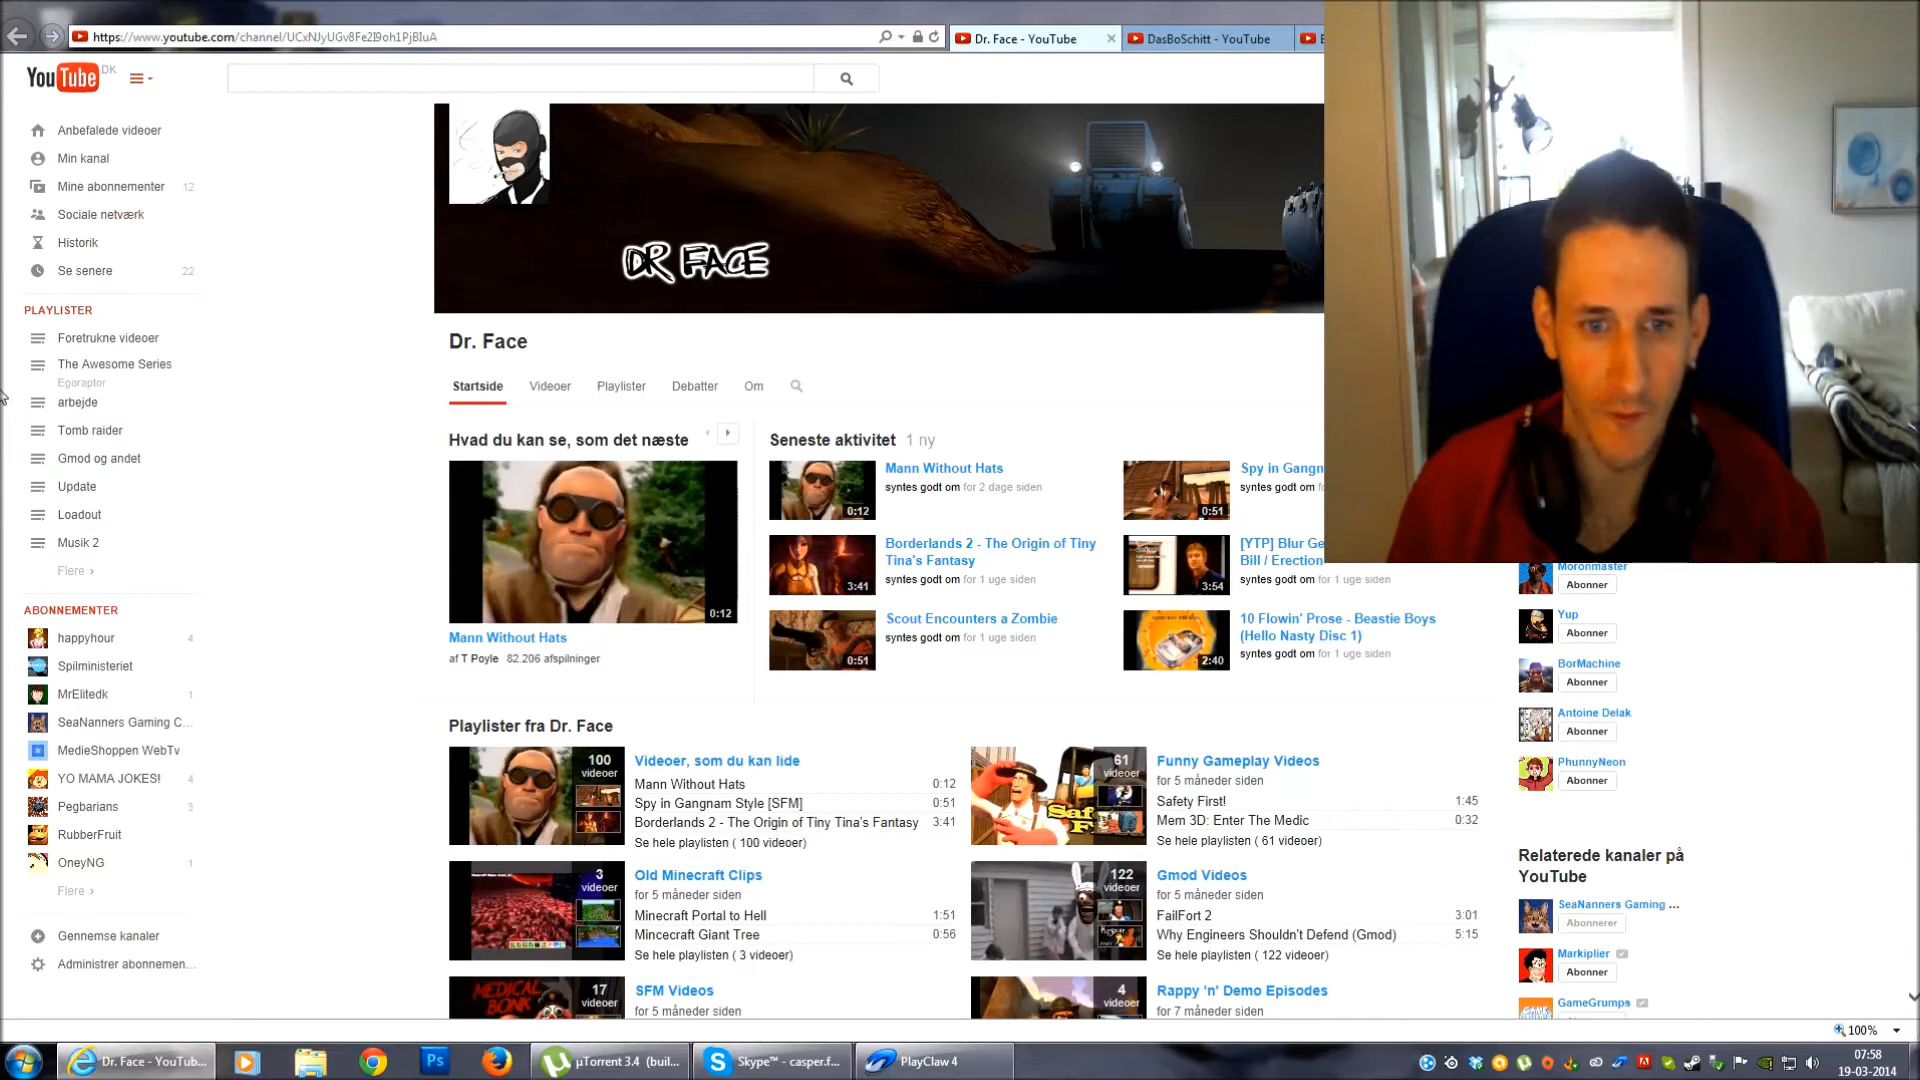 https://www.youtube.com/channel/UCxNJyUGv8Fe2I9oh1PjBIuA
Dr. Face - YouTube
DasBoSchitt - YouTube
YouTube DK
Anbefalede videoer
Min kanal
Mine abonnementer 12
Sociale netværk
Historik
Se senere 22
PLAYLISTER
Foretrukne videoer
The Awesome Series
Egoraptor
arbejde
Tomb raider
Gmod og andet
Update
Loadout
Musik 2
Flere ›
ABONNEMENTER
happyhour 4
Spilministeriet
MrElitedk 1
SeaNanners Gaming C...
MedieShoppen WebTv
YO MAMA JOKES! 4
Pegbarians 3
RubberFruit
OneyNG 1
Flere ›
Gennemse kanaler
Administrer abonnemen...
DR FACE
Dr. Face
Startside Videoer Playlister Debatter Om
Hvad du kan se, som det næste
0:12
Mann Without Hats
af T Poyle 82.206 afspilninger
Seneste aktivitet 1 ny
0:12
Mann Without Hats
syntes godt om for 2 dage siden
0:51
Spy in Gangn
syntes godt om
3:41
Borderlands 2 - The Origin of Tiny
Tina's Fantasy
syntes godt om for 1 uge siden
3:54
[YTP] Blur Ge
Bill / Erection
syntes godt om for 1 uge siden
0:51
Scout Encounters a Zombie
syntes godt om for 1 uge siden
2:40
10 Flowin' Prose - Beastie Boys
(Hello Nasty Disc 1)
syntes godt om for 1 uge siden
Playlister fra Dr. Face
100
videoer
Videoer, som du kan lide
Mann Without Hats 0:12
Spy in Gangnam Style [SFM] 0:51
Borderlands 2 - The Origin of Tiny Tina's Fantasy 3:41
Se hele playlisten ( 100 videoer)
61
videoer
Funny Gameplay Videos
for 5 måneder siden
Safety First! 1:45
Mem 3D: Enter The Medic 0:32
Se hele playlisten ( 61 videoer)
3
videoer
Old Minecraft Clips
for 5 måneder siden
Minecraft Portal to Hell 1:51
Mincecraft Giant Tree 0:56
Se hele playlisten ( 3 videoer)
122
videoer
Gmod Videos
for 5 måneder siden
FailFort 2 3:01
Why Engineers Shouldn't Defend (Gmod) 5:15
Se hele playlisten ( 122 videoer)
MEDICAL
BONK
17
videoer
SFM Videos
for 5 måneder siden
4
videoer
Rappy 'n' Demo Episodes
for 7 måneder siden
Moronmaster
Abonner
Yup
Abonner
BorMachine
Abonner
Antoine Delak
Abonner
PhunnyNeon
Abonner
Relaterede kanaler på
YouTube
SeaNanners Gaming ...
Abonnerer
Markiplier
Abonner
GameGrumps
100%
Dr. Face - YouTub...
Ps
µTorrent 3.4 (buil...
Skype™ - casper.f...
PlayClaw 4
07:58
19-03-2014